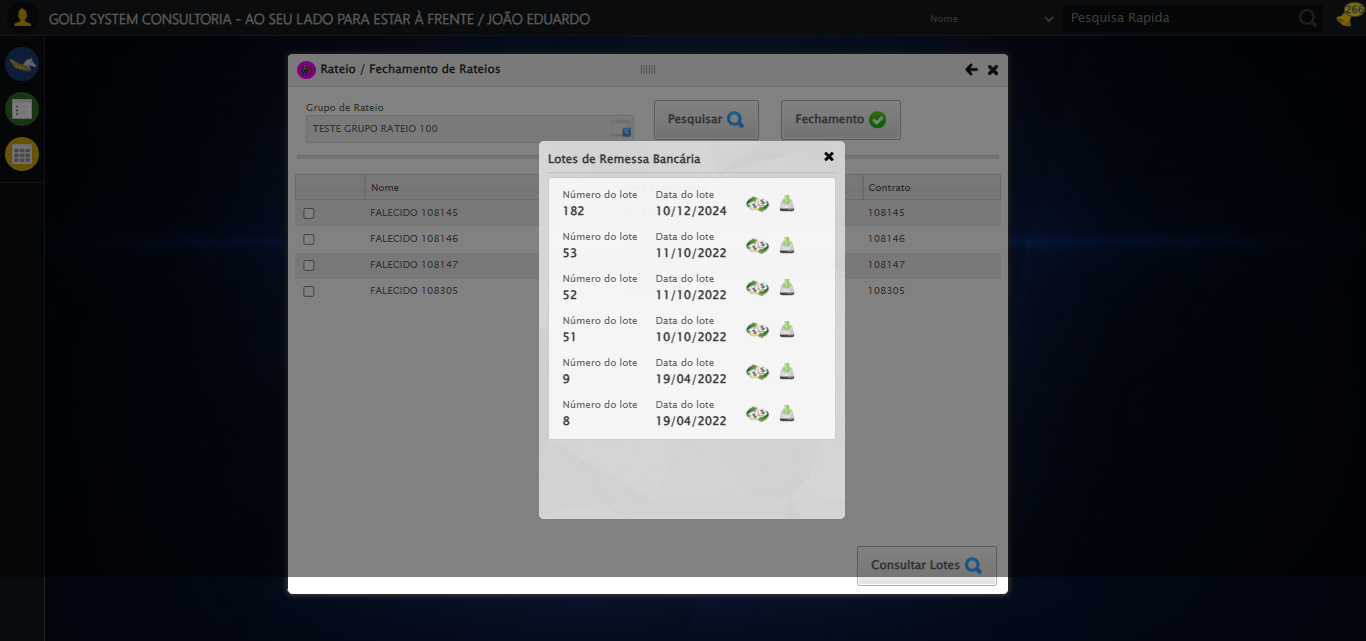 GOLD SYSTEM CONSULTORIA - AO SEU LADO PARA ESTAR À FRENTE / JOÃO EDUARDO
Nome
Pesquisa Rapida
266
Rateio / Fechamento de Rateios
Grupo de Rateio
TESTE GRUPO RATEIO 100
Pesquisar
Fechamento
Nome
Contrato
FALECIDO 108145
108145
FALECIDO 108146
108146
FALECIDO 108147
108147
FALECIDO 108305
108305
Lotes de Remessa Bancária
Número do lote Data do lote
182 10/12/2024
Número do lote Data do lote
53 11/10/2022
Número do lote Data do lote
52 11/10/2022
Número do lote Data do lote
51 10/10/2022
Número do lote Data do lote
9 19/04/2022
Número do lote Data do lote
8 19/04/2022
Consultar Lotes